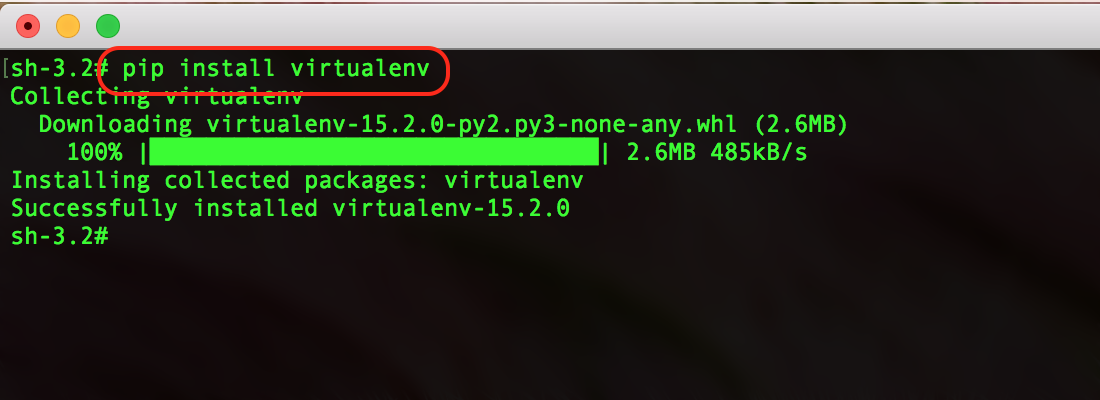 [sh-3.2# pip install virtualenv
Collecting virtualenv
Downloading virtualenv-15.2.0-py2.py3-none-any.whl (2.6MB)
100% |████████████████████████████████| 2.6MB 485kB/s
Installing collected packages: virtualenv
Successfully installed virtualenv-15.2.0
sh-3.2#